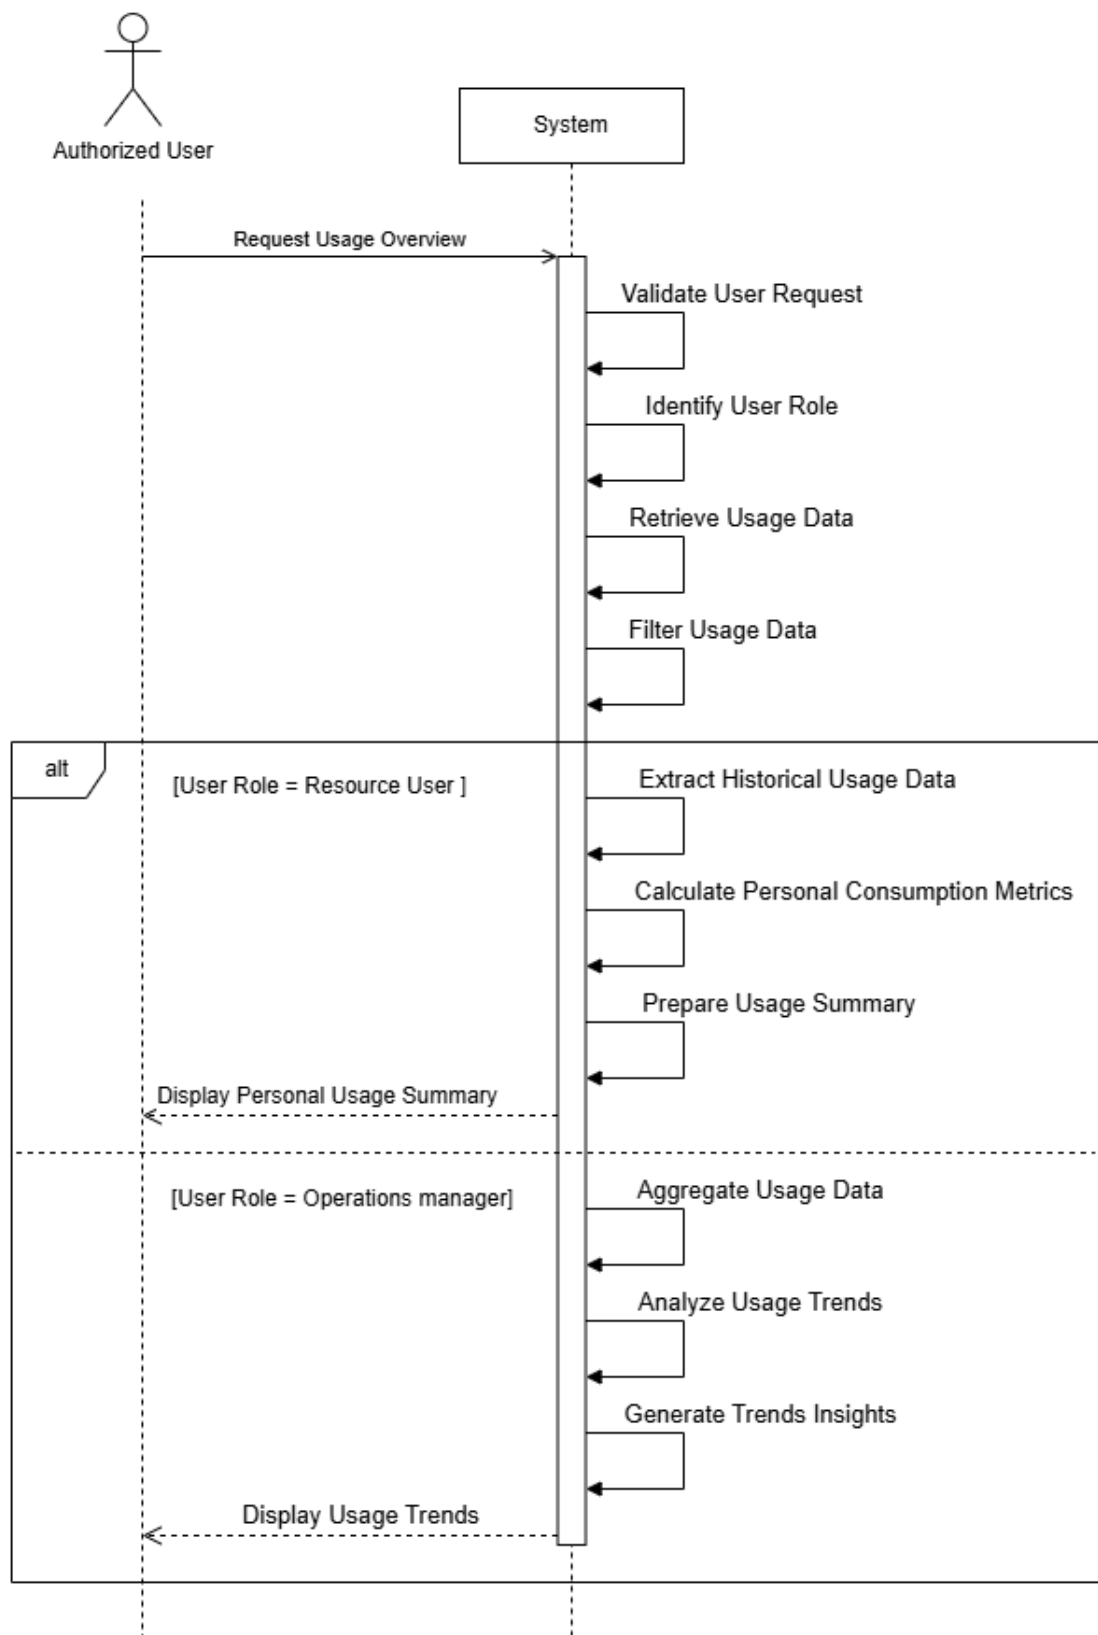 Authorized User
System
Request Usage Overview
Validate User Request
Identify User Role
Retrieve Usage Data
Filter Usage Data
alt
[User Role = Resource User ]
Extract Historical Usage Data
Calculate Personal Consumption Metrics
Prepare Usage Summary
Display Personal Usage Summary
[User Role = Operations manager]
Aggregate Usage Data
Analyze Usage Trends
Generate Trends Insights
Display Usage Trends